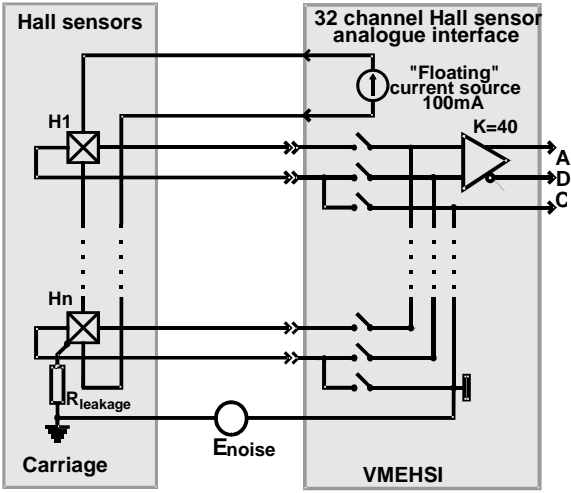 Hall sensors
32 channel Hall sensor
analogue interface
"Floating"
current source
100mA
H1
K=40
A
D
C
Hn
Rleakage
Enoise
Carriage
VMEHSI